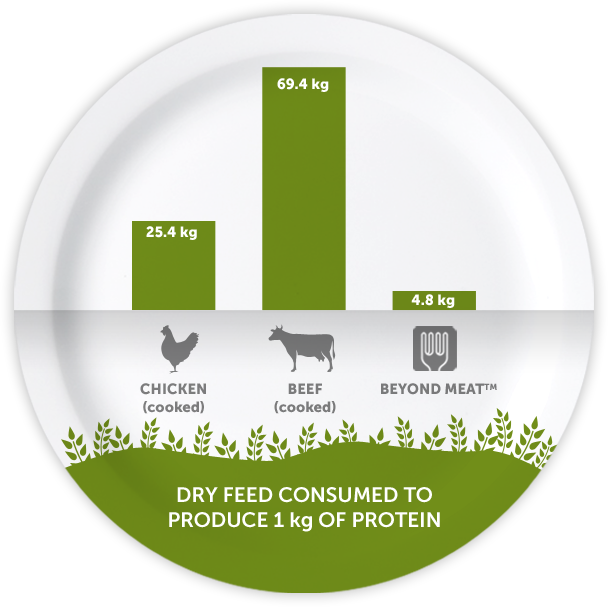 69.4 kg
25.4 kg
4.8 kg
CHICKEN
(cooked)
BEEF
(cooked)
BEYOND MEAT™
DRY FEED CONSUMED TO
PRODUCE 1 kg OF PROTEIN